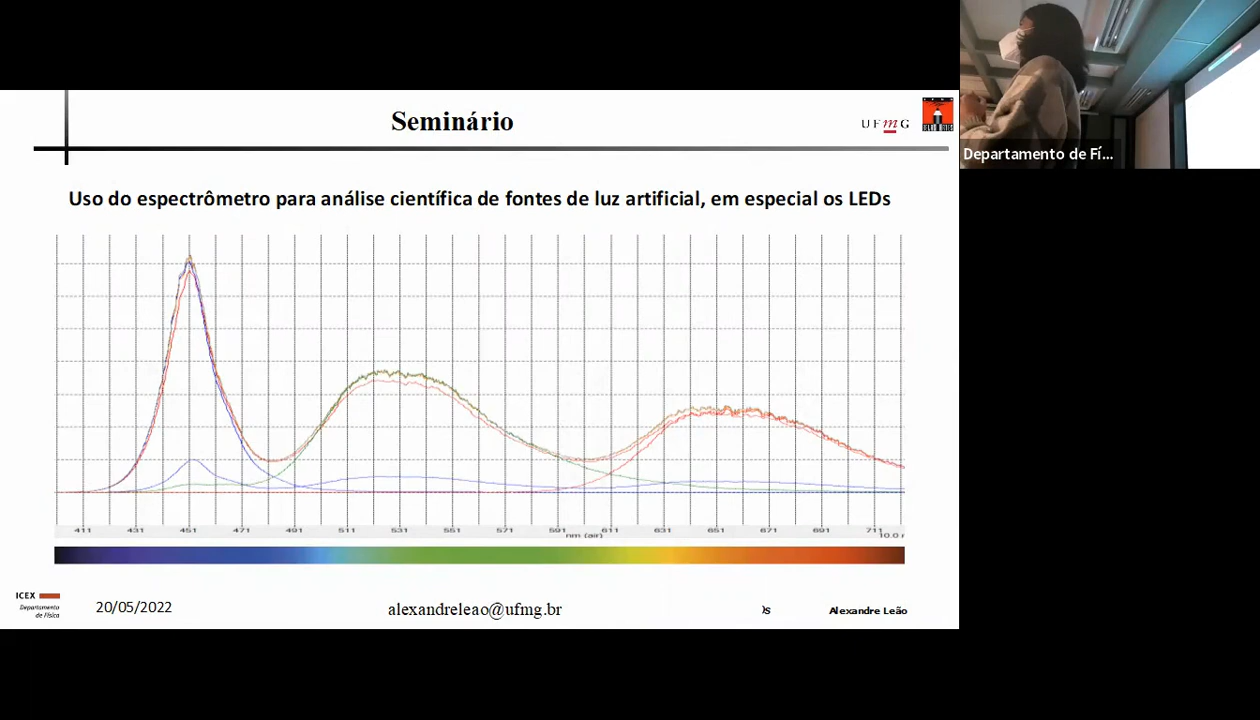 Seminário
UFmG
Departamento de Fí...
Uso do espectrômetro para análise científica de fontes de luz artificial, em especial os LEDs
411 431 451 471 491 511 531 551 571 591 611 631 651 671 691 711
nm (air)
ICEX
Departamento
de Física
20/05/2022
alexandreleao@ufmg.br
Alexandre Leão